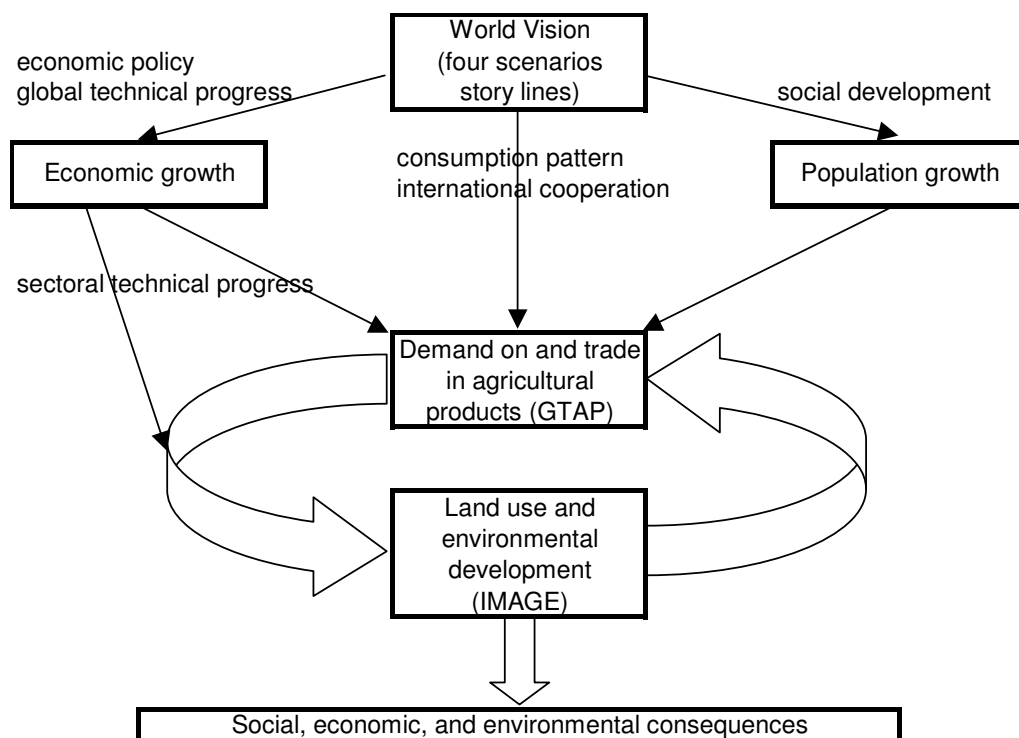 World Vision
(four scenarios
story lines)
economic policy
global technical progress
social development
Economic growth
consumption pattern
international cooperation
Population growth
sectoral technical progress
Demand on and trade
in agricultural
products (GTAP)
Land use and
environmental
development
(IMAGE)
Social, economic, and environmental consequences